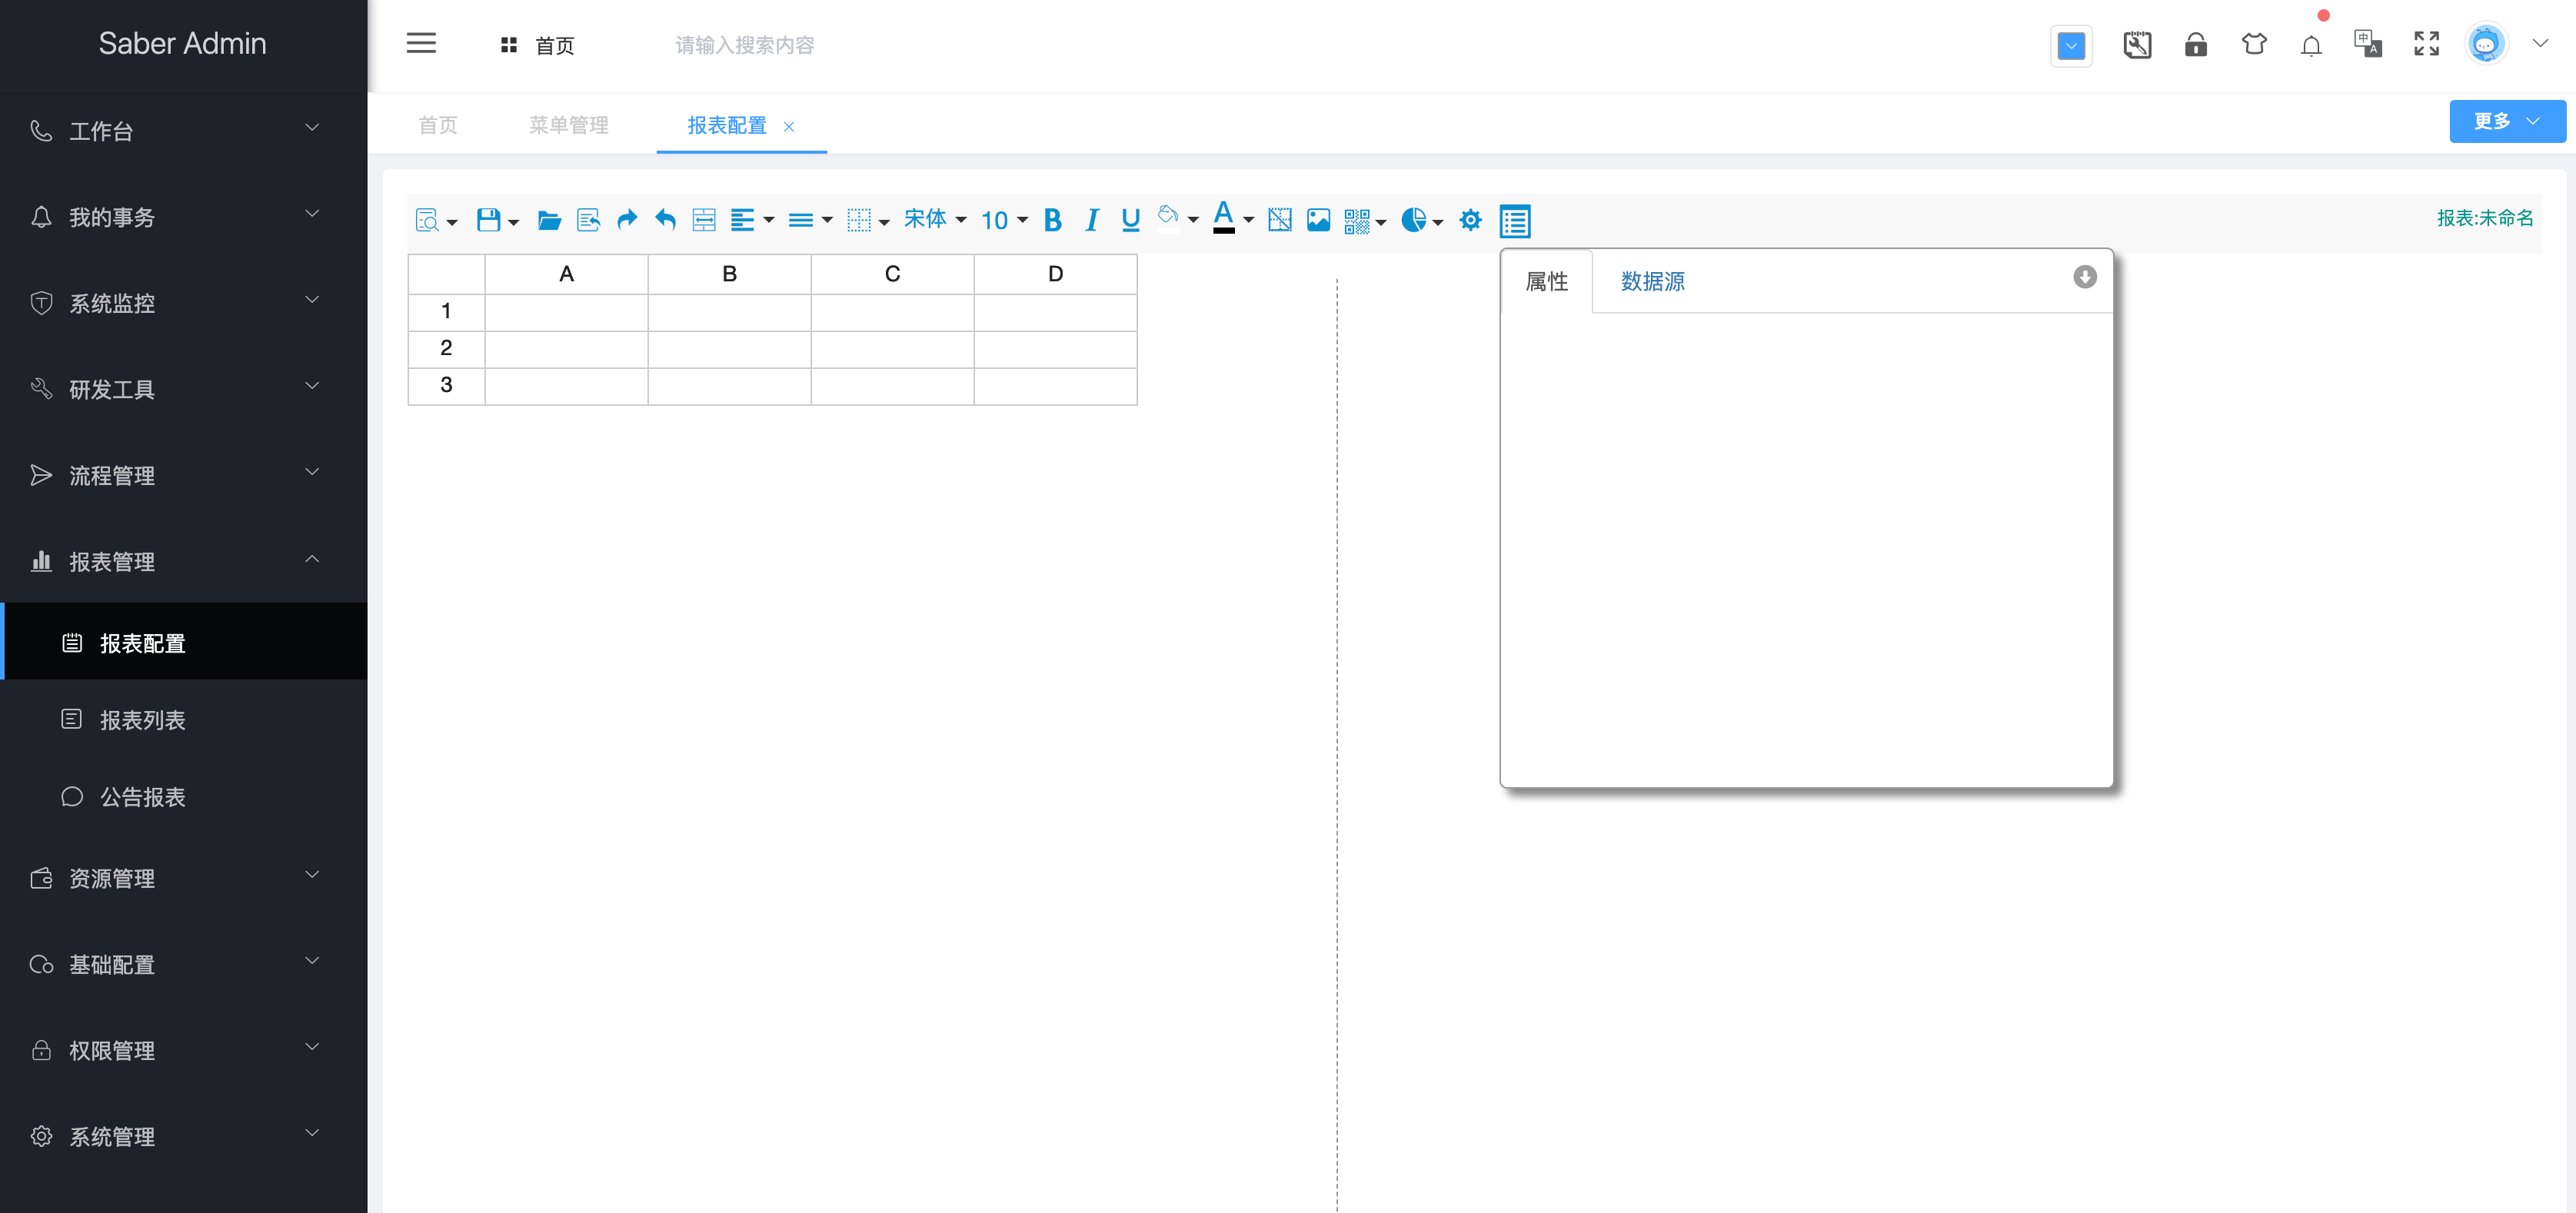 Saber Admin
首页
请输入搜索内容
中
A
首页
菜单管理
报表配置
更多
工作台
我的事务
系统监控
研发工具
流程管理
报表管理
报表配置
报表列表
公告报表
资源管理
基础配置
权限管理
系统管理
宋体 10 B I U A
报表:未命名
A B C D
1
2
3
属性 数据源